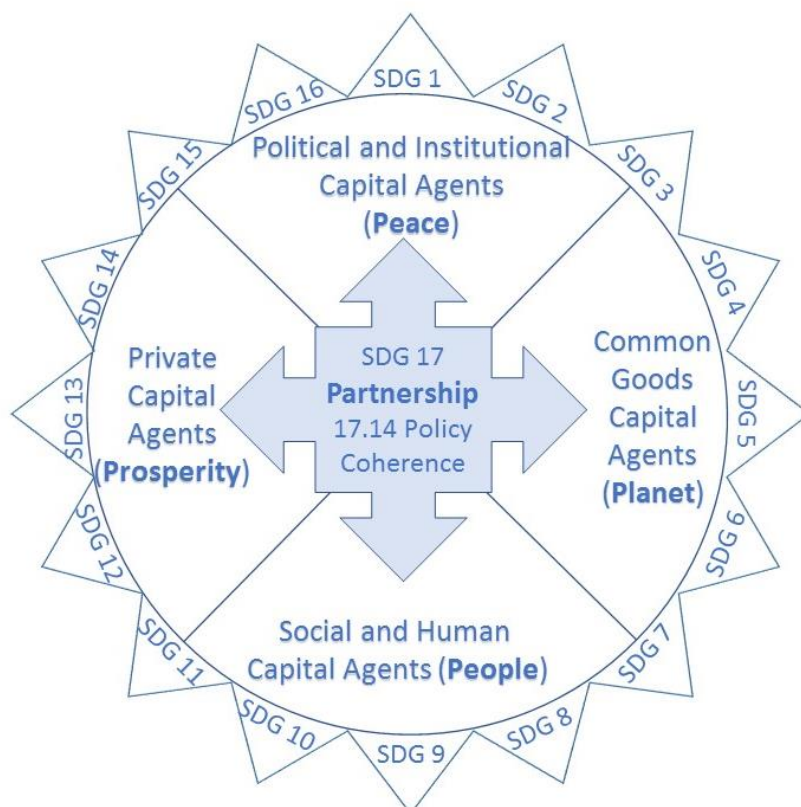 SDG 1
SDG 2
SDG 3
SDG 4
SDG 5
SDG 6
SDG 7
SDG 8
SDG 9
SDG 10
SDG 11
SDG 12
SDG 13
SDG 14
SDG 15
SDG 16
Political and Institutional
Capital Agents
(Peace)
Common
Goods
Capital
Agents
(Planet)
Social and Human
Capital Agents (People)
Private
Capital
Agents
(Prosperity)
SDG 17
Partnership
17.14 Policy
Coherence